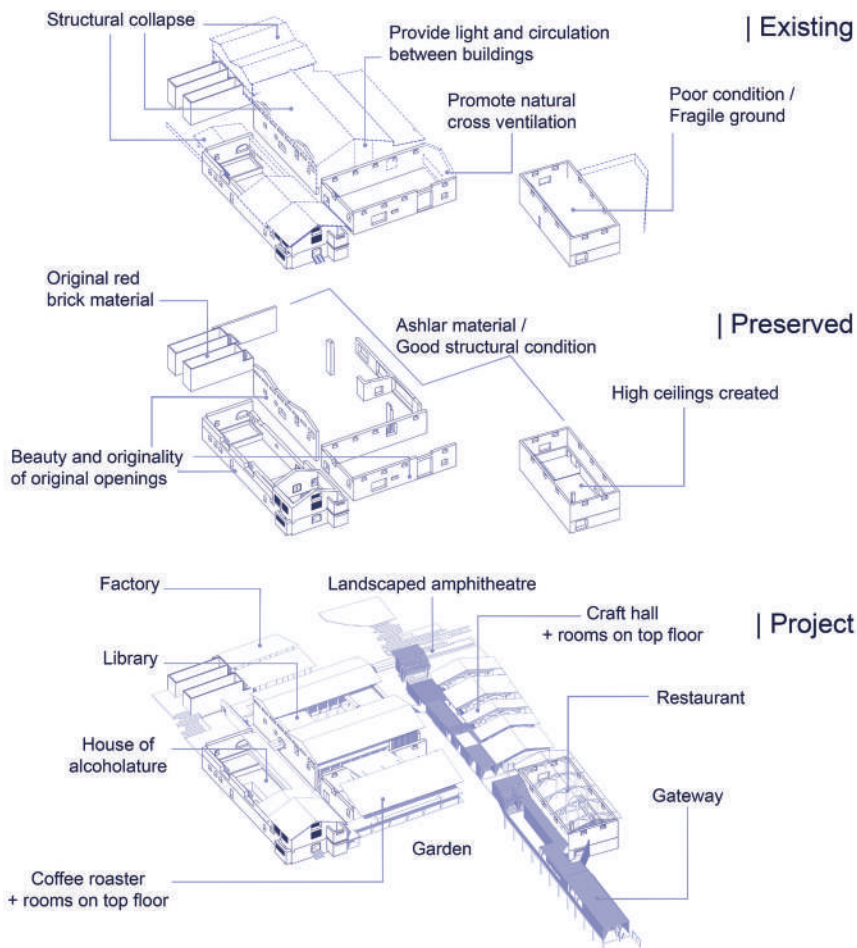 Structural collapse
| Existing
Provide light and circulation
between buildings
Promote natural
cross ventilation
Poor condition /
Fragile ground
Original red
brick material
| Preserved
Ashlar material /
Good structural condition
High ceilings created
Beauty and originality
of original openings
Factory
Landscaped amphitheatre
Craft hall
+ rooms on top floor
| Project
Library
Restaurant
House of
alcoholature
Gateway
Garden
Coffee roaster
+ rooms on top floor